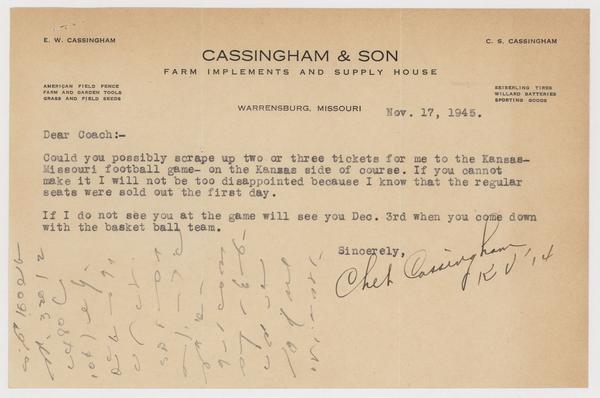 E. W. CASSINGHAM
C. S. CASSINGHAM
CASSINGHAM & SON
FARM IMPLEMENTS AND SUPPLY HOUSE
AMERICAN FIELD FENCE
FARM AND GARDEN TOOLS
GRASS AND FIELD SEEDS
SEIBERLING TIRES
WILLARD BATTERIES
SPORTING GOODS
WARRENSBURG, MISSOURI
Nov. 17, 1945.
Dear Coach:-
Could you possibly scrape up two or three tickets for me to the Kansas-
Missouri football game- on the Kansas side of course. If you cannot
make it I will not be too disappointed because I know that the regular
seats were sold out the first day.
If I do not see you at the game will see you Dec. 3rd when you come down
with the basket ball team.
Sincerely,
Chet Cassingham
K U '14